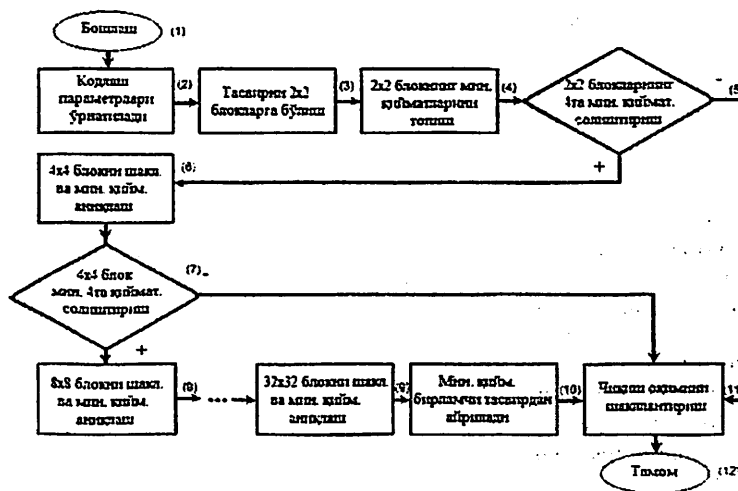 Бошлаш
(1)
Кодлаш
параметрлари
ўрнатилади
(2)
Тасвирни 2x2
блокларга бўлиш
(3)
2x2 блокнинг мин.
қийматларини
топиш
(4)
2x2 блокларнинг
4та мин. қиймат.
солиштириш
-
(5
+
4x4 блокни шакл.
ва мин. қийм.
аниқлаш
(6)
4x4 блок
мин. 4та қиймат.
солиштириш
(7)
-
+
8x8 блокни шакл.
ва мин. қийм.
аниқлаш
(8)
...
32x32 блокни шакл.
ва мин. қийм.
аниқлаш
(9)
Мин. қийм.
бирламчи тасвирдан
айрилади
(10)
Чиқиш оқимини
шакллантириш
(11
Тамом
(12)